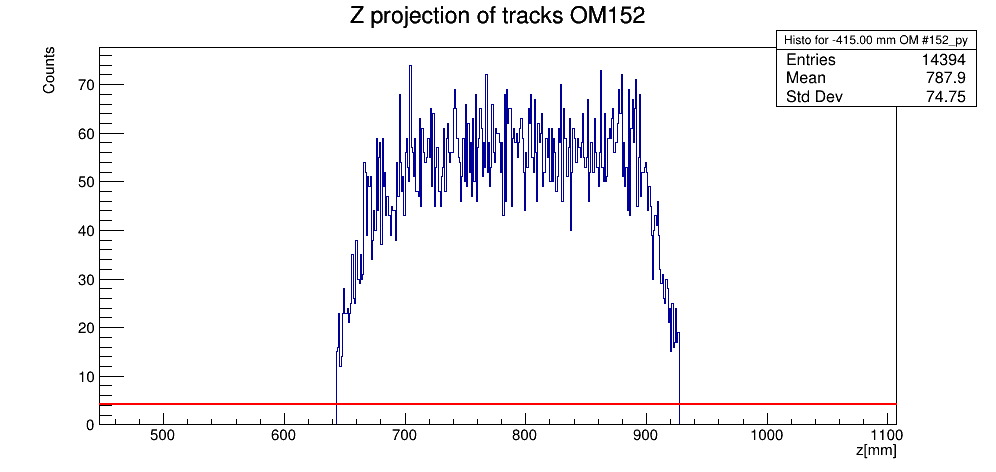 Z projection of tracks OM152
Histo for -415.00 mm OM #152_py
Entries 14394
Mean 787.9
Std Dev 74.75
Counts
70
60
50
40
30
20
10
0
500 600 700 800 900 1000 1100
z[mm]